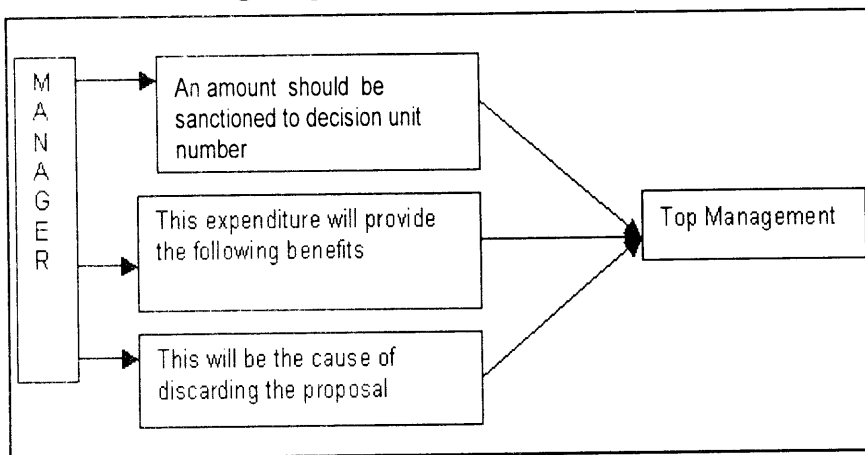 MANAGER
An amount should be
sanctioned to decision unit
number
This expenditure will provide
the following benefits
This will be the cause of
discarding the proposal
Top Management